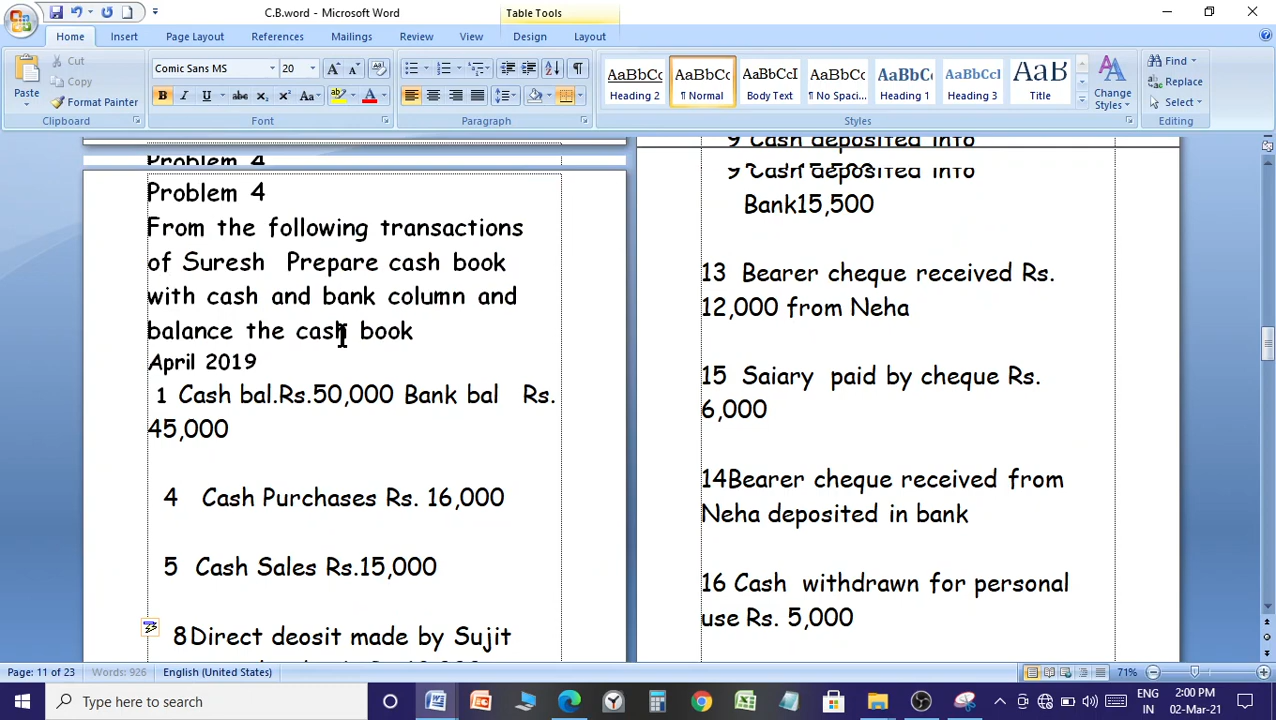 C.B.word - Microsoft Word
Table Tools
Home Insert Page Layout References Mailings Review View Design Layout
Paste
Cut
Copy
Format Painter
Clipboard
Comic Sans MS 20
Font
Paragraph
AaBbCc AaBbCc AaBbCcI AaBbCc AaBbCc AaBbCcI AaB
Heading 2 ¶ Normal Body Text ¶ No Spaci... Heading 1 Heading 3 Title
Change Styles
Styles
Find
Replace
Select
Editing
Problem 4
Problem 4
From the following transactions
of Suresh Prepare cash book
with cash and bank column and
balance the cash book
April 2019
1 Cash bal.Rs.50,000 Bank bal Rs.
45,000
4 Cash Purchases Rs. 16,000
5 Cash Sales Rs.15,000
8Direct deosit made by Sujit
9 Cash deposited into
9 Cash deposited into
Bank15,500
13 Bearer cheque received Rs.
12,000 from Neha
15 Saiary paid by cheque Rs.
6,000
14Bearer cheque received from
Neha deposited in bank
16 Cash withdrawn for personal
use Rs. 5,000
Page: 11 of 23 Words: 926 English (United States) 71%
Type here to search
ENG
IN
2:00 PM
02-Mar-21